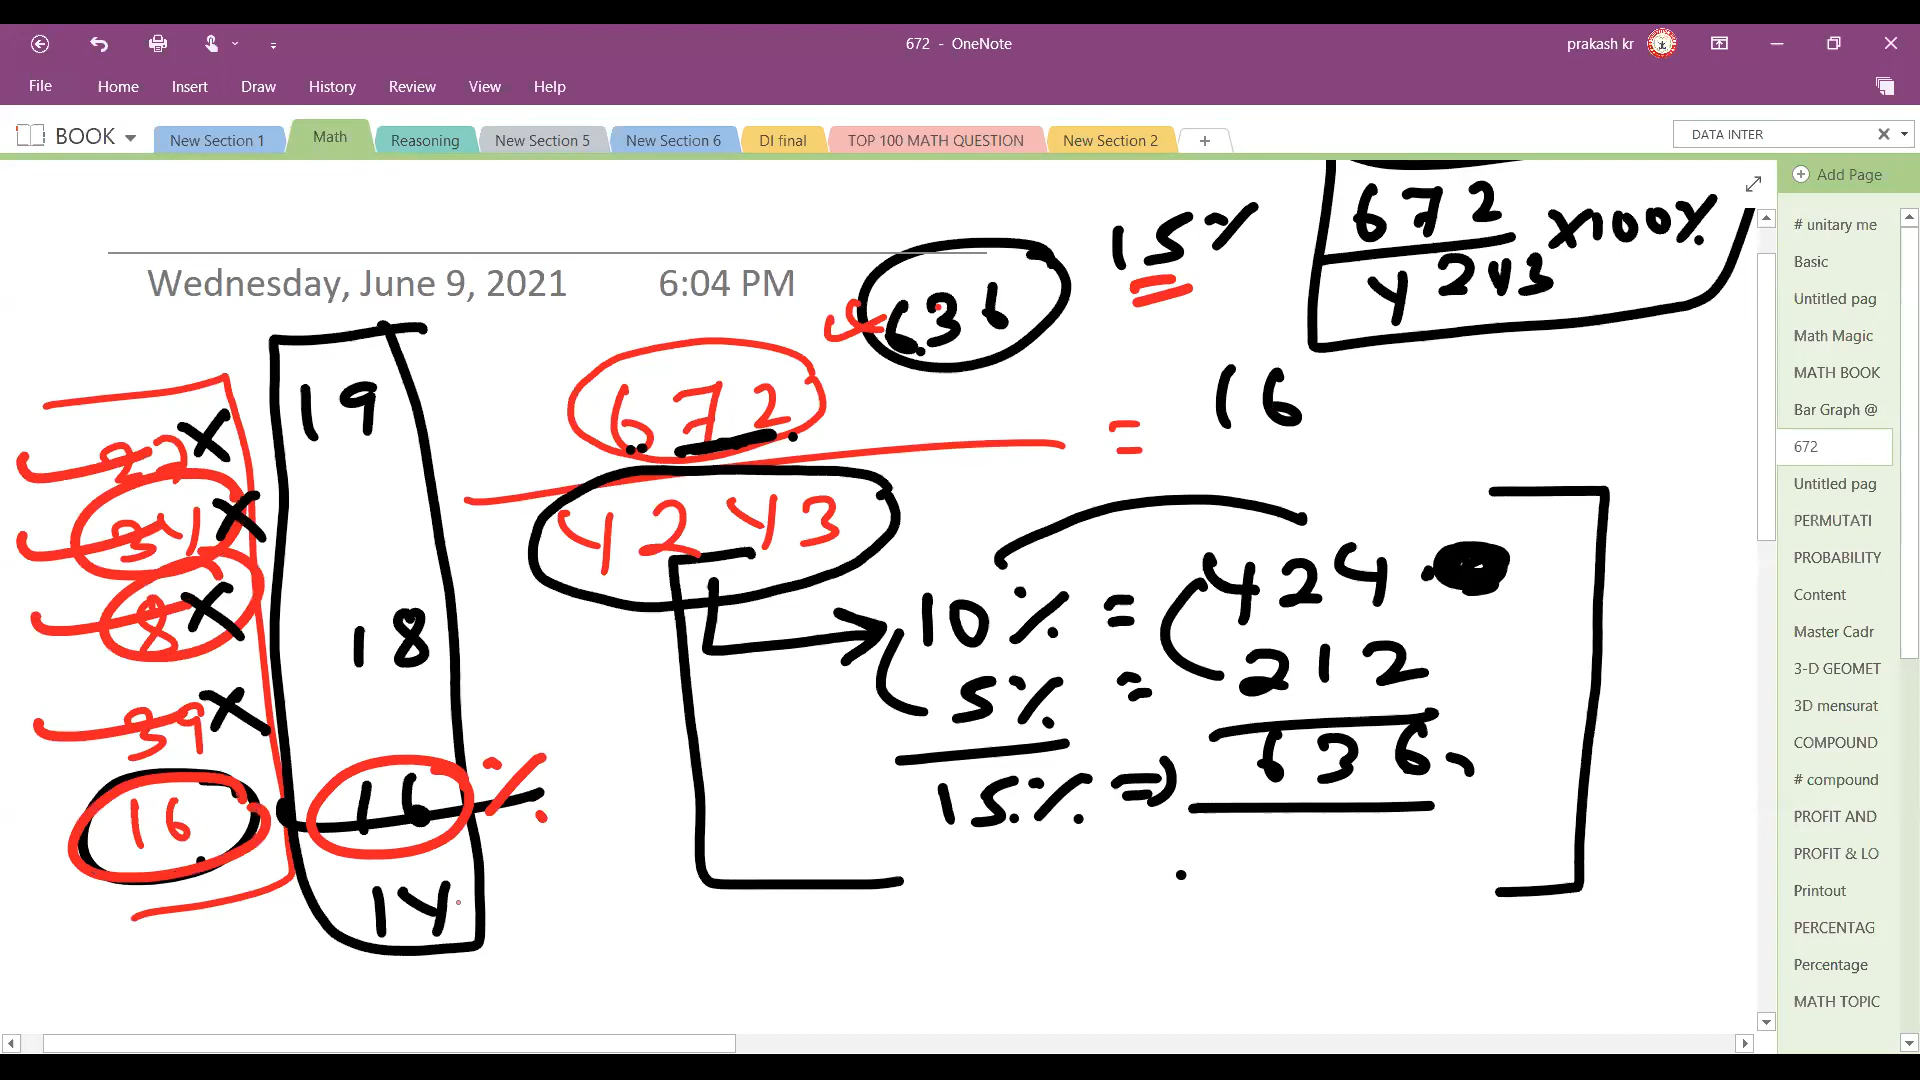 672 - OneNote
prakash kr
File Home Insert Draw History Review View Help
BOOK New Section 1 Math Reasoning New Section 5 New Section 6 DI final TOP 100 MATH QUESTION New Section 2 +
DATA INTER
Wednesday, June 9, 2021 6:04 PM
636
15%
672
4243
×100%
672
4243
= 16
19
18
16 %
14
27 ×
341 ×
8 ×
39 ×
16
10% = 424.
5% = 212
15% ⇒ 636
Add Page
# unitary me
Basic
Untitled pag
Math Magic
MATH BOOK
Bar Graph @
672
Untitled pag
PERMUTATI
PROBABILITY
Content
Master Cadr
3-D GEOMET
3D mensurat
COMPOUND
# compound
PROFIT AND
PROFIT & LO
Printout
PERCENTAG
Percentage
MATH TOPIC